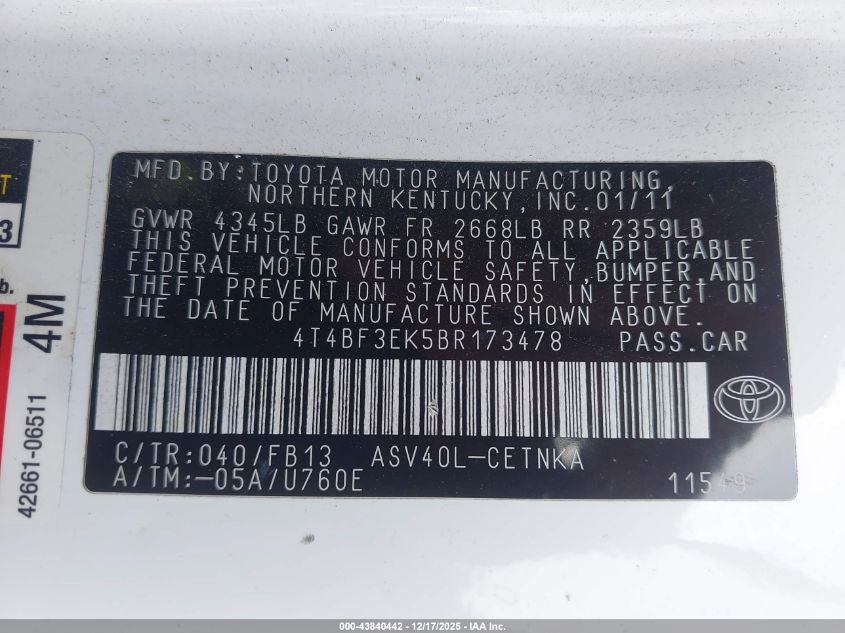 MFD. BY: TOYOTA MOTOR MANUFACTURING,
NORTHERN KENTUCKY, INC. 01/11
GVWR 4345LB GAWR FR 2668LB RR 2359LB
THIS VEHICLE CONFORMS TO ALL APPLICABLE
FEDERAL MOTOR VEHICLE SAFETY, BUMPER, AND
THEFT PREVENTION STANDARDS IN EFFECT ON
THE DATE OF MANUFACTURE SHOWN ABOVE.
4T4BF3EK5BR173478 PASS.CAR
C/TR: 040/FB13 ASV40L-CETNKA
A/TM:-05A/U760E
11549
T
3
b.
4M
42661-06511
000-43840442 - 12/17/2025 - IAA Inc.